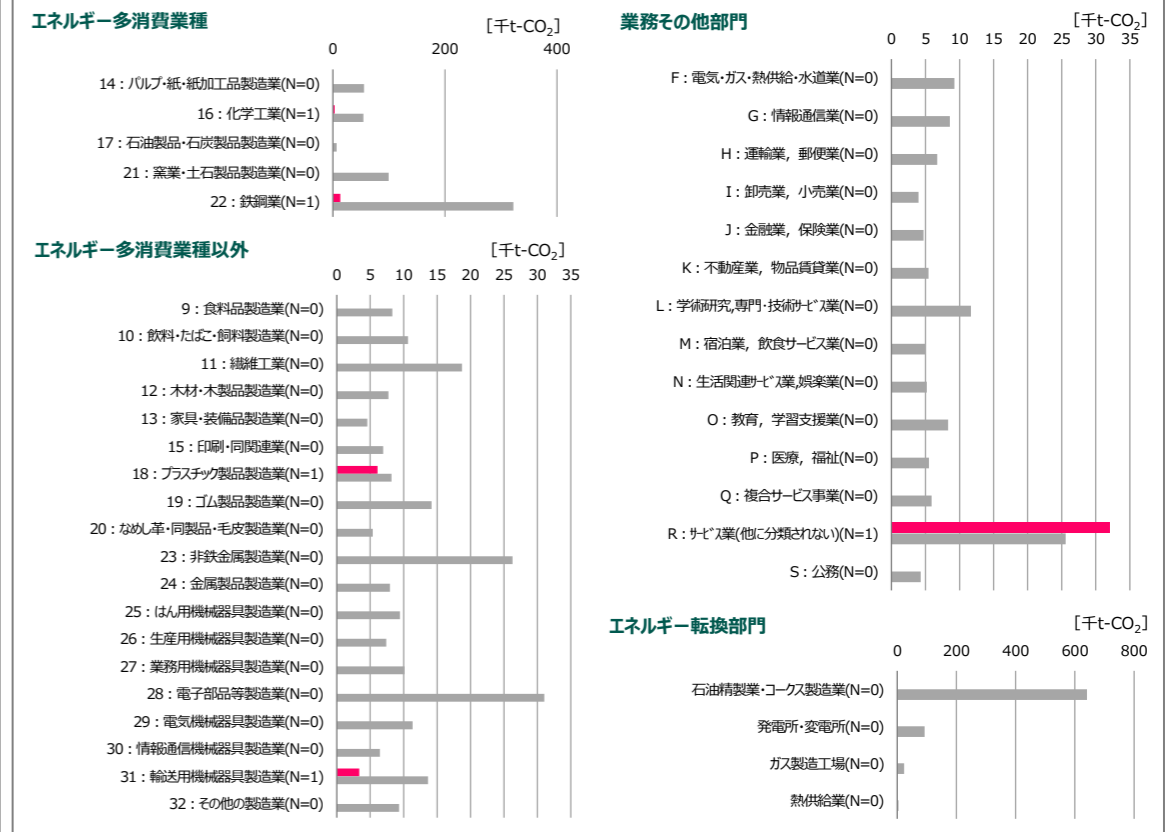 エネルギー多消費業種
[千t-CO2]
0 200 400
14：パルプ・紙・紙加工品製造業(N=0)
16：化学工業(N=1)
17：石油製品・石炭製品製造業(N=0)
21：窯業・土石製品製造業(N=0)
22：鉄鋼業(N=1)
エネルギー多消費業種以外
[千t-CO2]
0 5 10 15 20 25 30 35
9：食料品製造業(N=0)
10：飲料・たばこ・飼料製造業(N=0)
11：繊維工業(N=0)
12：木材・木製品製造業(N=0)
13：家具・装備品製造業(N=0)
15：印刷・同関連業(N=0)
18：プラスチック製品製造業(N=1)
19：ゴム製品製造業(N=0)
20：なめし革・同製品・毛皮製造業(N=0)
23：非鉄金属製造業(N=0)
24：金属製品製造業(N=0)
25：はん用機械器具製造業(N=0)
26：生産用機械器具製造業(N=0)
27：業務用機械器具製造業(N=0)
28：電子部品等製造業(N=0)
29：電気機械器具製造業(N=0)
30：情報通信機械器具製造業(N=0)
31：輸送用機械器具製造業(N=1)
32：その他の製造業(N=0)
業務その他部門
[千t-CO2]
0 5 10 15 20 25 30 35
F：電気・ガス・熱供給・水道業(N=0)
G：情報通信業(N=0)
H：運輸業，郵便業(N=0)
I：卸売業，小売業(N=0)
J：金融業，保険業(N=0)
K：不動産業，物品賃貸業(N=0)
L：学術研究,専門・技術サービス業(N=0)
M：宿泊業，飲食サービス業(N=0)
N：生活関連サービス業,娯楽業(N=0)
O：教育，学習支援業(N=0)
P：医療，福祉(N=0)
Q：複合サービス事業(N=0)
R：サービス業(他に分類されない)(N=1)
S：公務(N=0)
エネルギー転換部門
[千t-CO2]
0 200 400 600 800
石油精製業・コークス製造業(N=0)
発電所・変電所(N=0)
ガス製造工場(N=0)
熱供給業(N=0)